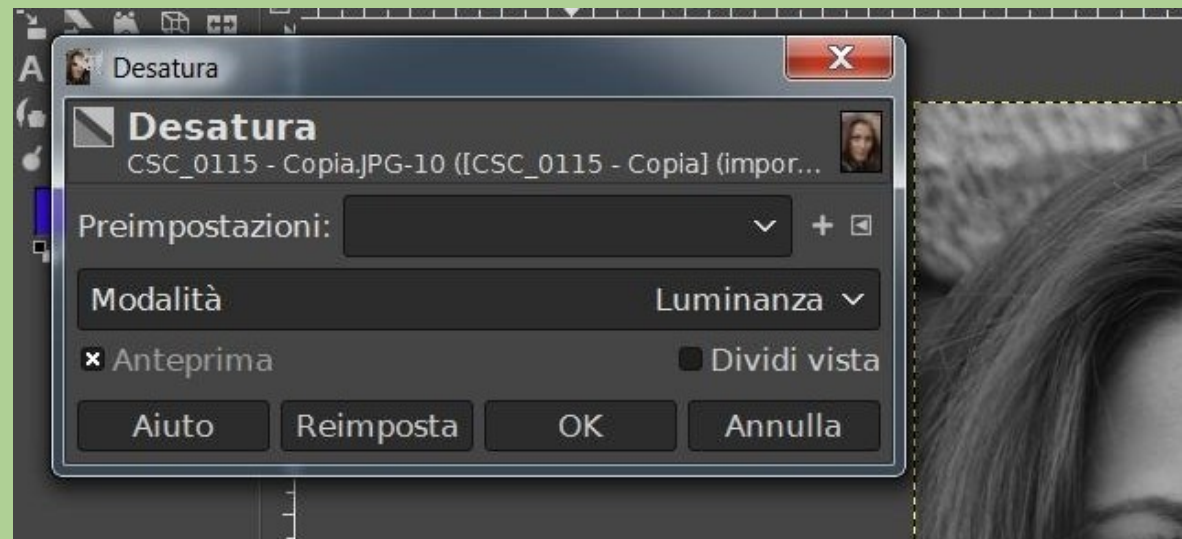 Desatura
Desatura
CSC_0115 - Copia.JPG-10 ([CSC_0115 - Copia] (impor...
Preimpostazioni:
Modalità Luminanza
Anteprima Dividi vista
Aiuto Reimposta OK Annulla